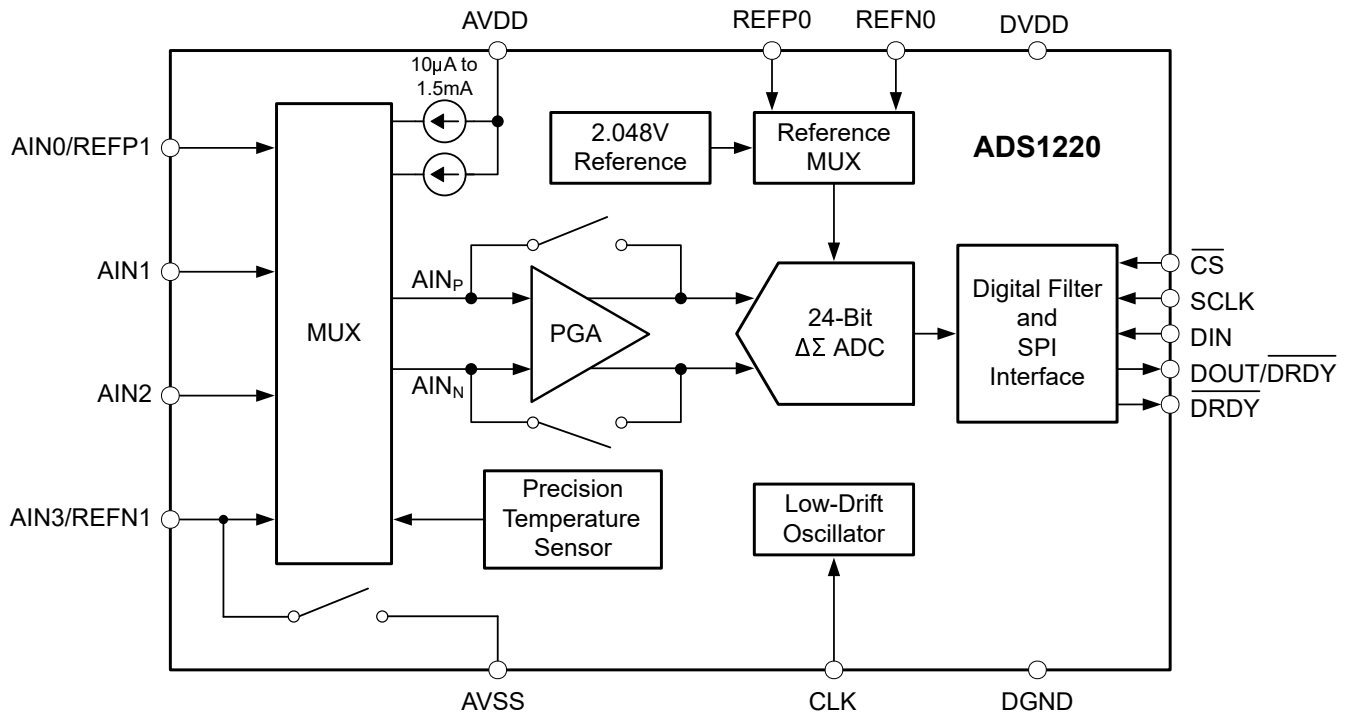 AVDD
REFP0
REFN0
DVDD
10µA to
1.5mA
2.048V
Reference
Reference
MUX
ADS1220
AIN0/REFP1
AIN1
AIN2
AIN3/REFN1
MUX
AINP
AINN
PGA
24-Bit
ΔΣ ADC
Digital Filter
and
SPI
Interface
CS
SCLK
DIN
DOUT/DRDY
DRDY
Precision
Temperature
Sensor
Low-Drift
Oscillator
AVSS
CLK
DGND